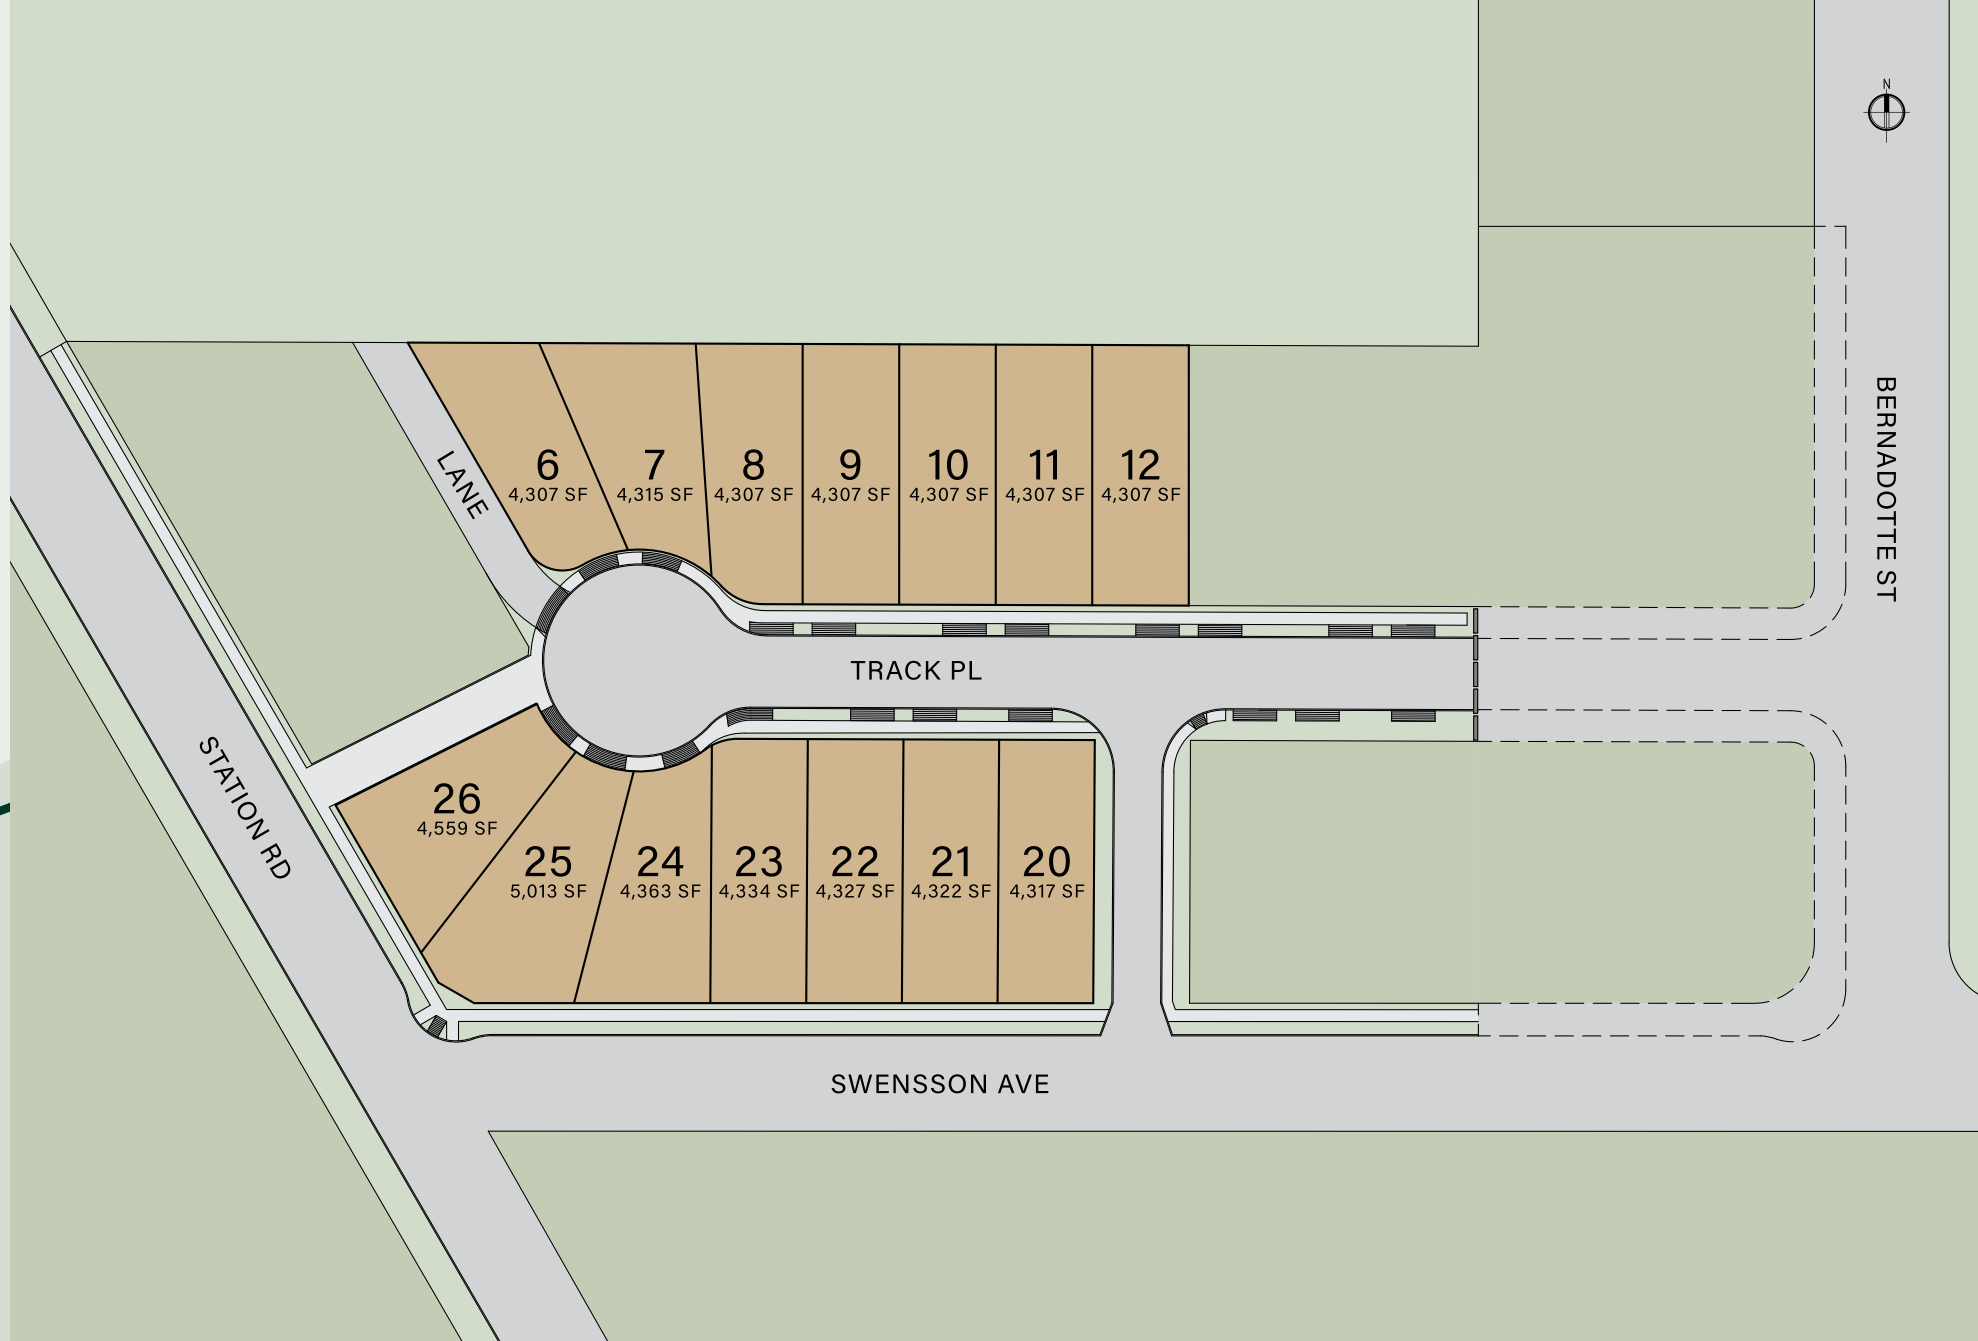 N
BERNADOTTE ST
LANE
6
4,307 SF
7
4,315 SF
8
4,307 SF
9
4,307 SF
10
4,307 SF
11
4,307 SF
12
4,307 SF
TRACK PL
STATION RD
26
4,559 SF
25
5,013 SF
24
4,363 SF
23
4,334 SF
22
4,327 SF
21
4,322 SF
20
4,317 SF
SWENSSON AVE